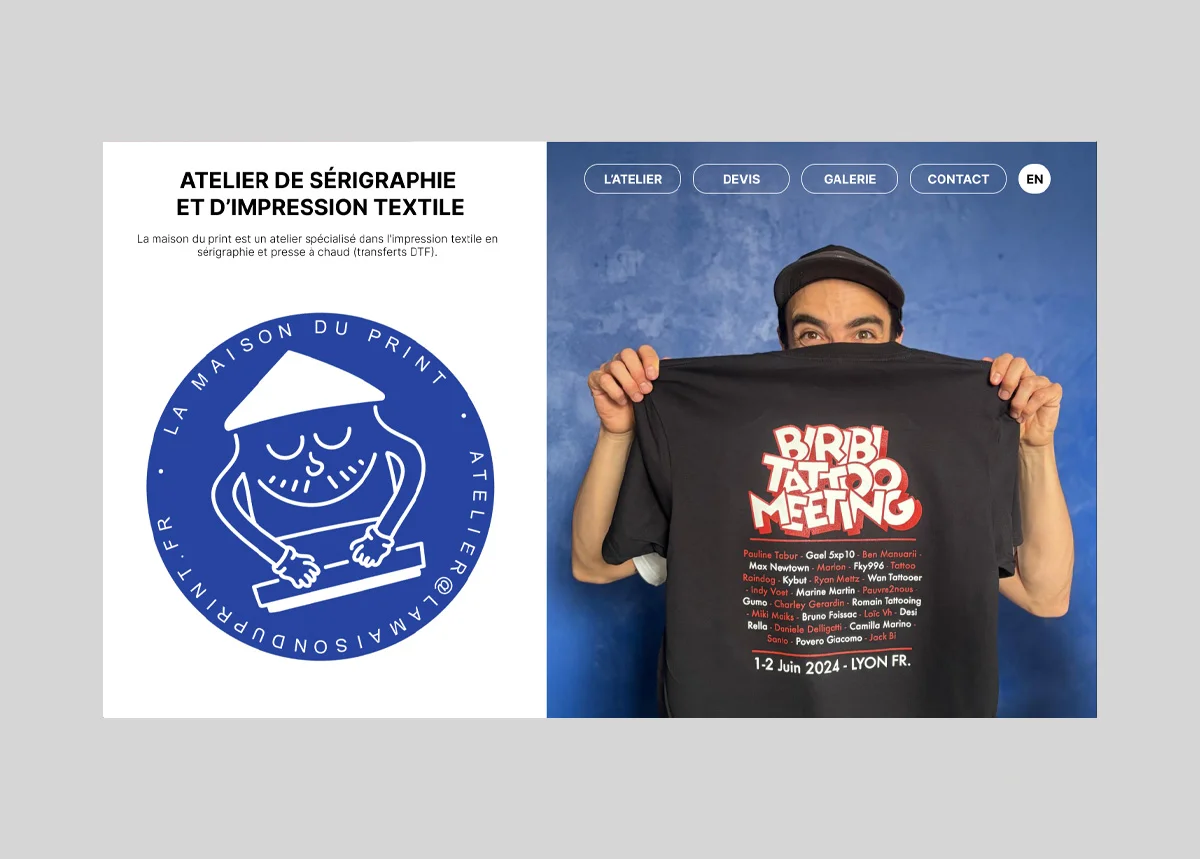 ATELIER DE SÉRIGRAPHIE
ET D'IMPRESSION TEXTILE
La maison du print est un atelier spécialisé dans l'impression textile en
sérigraphie et presse à chaud (transferts DTF).
LA MAISON DU PRINT •
ATELIER@LAMAISONDUPRINT.FR •
L'ATELIER
DEVIS
GALERIE
CONTACT
EN
BIRIBI
TATTOO
MEETING
Pauline Tabur - Gael 5xp10 - Ben Manuarii -
Max Newtown - Marlon - Fky996 - Tattoo
Raindog - Kybut - Ryan Mettz - Wan Tattooer
- Indy Voet - Marine Martin - Pauvre2nous -
Gumo - Charley Gerardin - Romain Tattooing
- Miki Maiks - Bruno Foissac - Loïc Vh - Desi
Rella - Daniele Delligatti - Camilla Marino -
Santo - Povero Giacomo - Jack Bi
1-2 Juin 2024 - LYON FR.